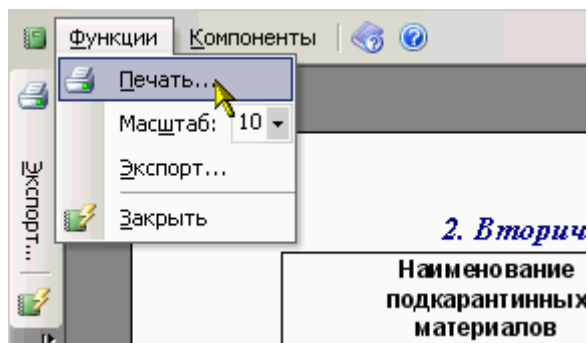 Функции Компоненты
Печать...
Масштаб: 10
Экспорт...
Закрыть
Экспорт...
2. Вторич
Наименование
подкарантинных
материалов